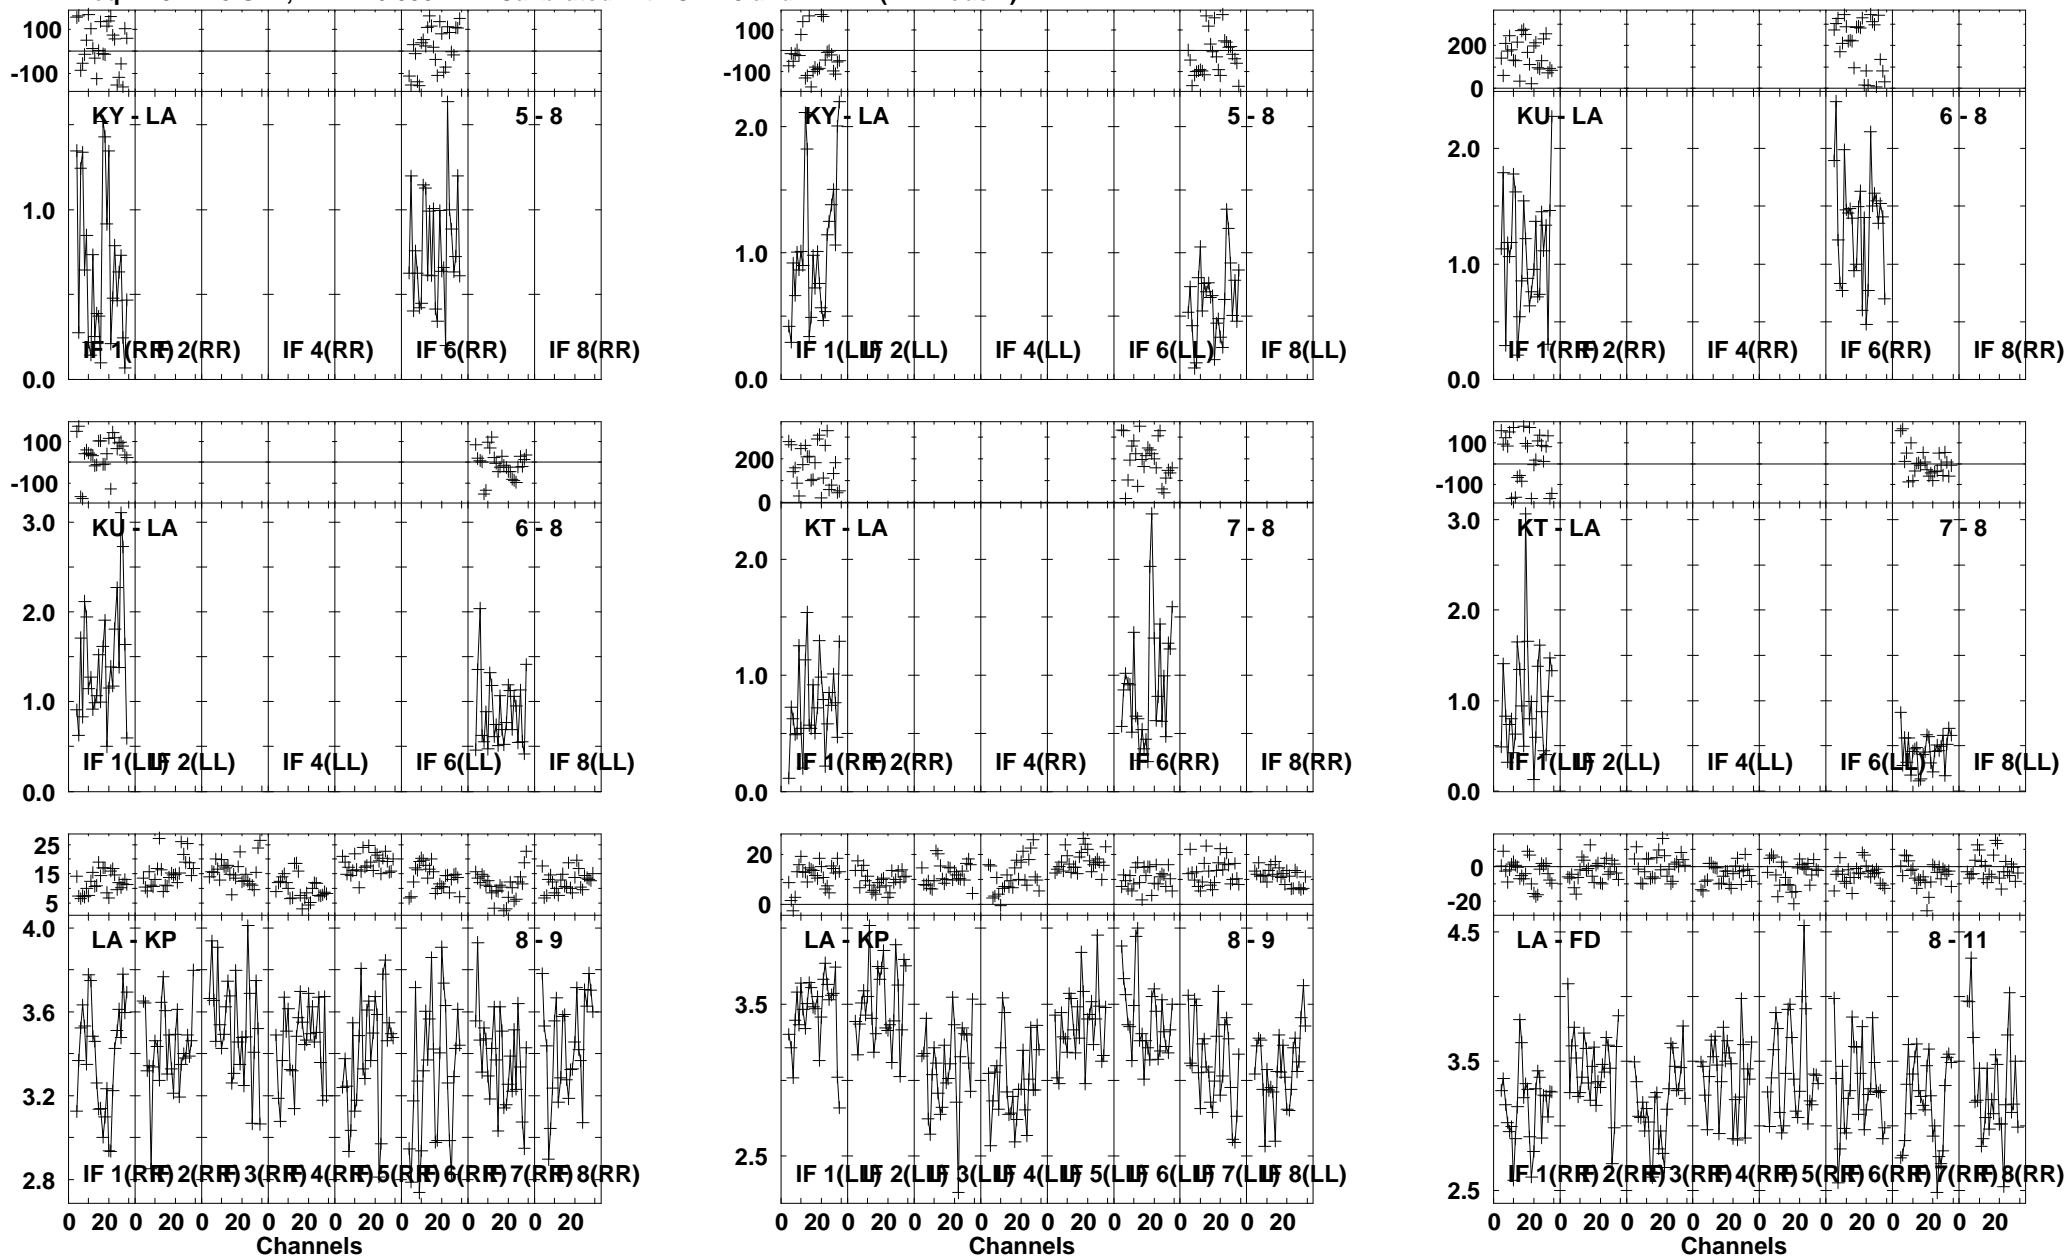 100
-100
KY - LA 5 - 8
1.0
0.0
IF 1(RR) IF 2(RR) IF 4(RR) IF 6(RR) IF 8(RR)
100
-100
KY - LA 5 - 8
2.0
1.0
0.0
IF 1(LL) IF 2(LL) IF 4(LL) IF 6(LL) IF 8(LL)
200
0
KU - LA 6 - 8
2.0
1.0
0.0
IF 1(RR) IF 2(RR) IF 4(RR) IF 6(RR) IF 8(RR)
100
-100
KU - LA 6 - 8
3.0
2.0
1.0
0.0
IF 1(LL) IF 2(LL) IF 4(LL) IF 6(LL) IF 8(LL)
200
0
KT - LA 7 - 8
2.0
1.0
0.0
IF 1(RR) IF 2(RR) IF 4(RR) IF 6(RR) IF 8(RR)
100
-100
KT - LA 7 - 8
3.0
2.0
1.0
0.0
IF 1(LL) IF 2(LL) IF 4(LL) IF 6(LL) IF 8(LL)
25
15
5
LA - KP 8 - 9
4.0
3.6
3.2
2.8
IF 1(RR) IF 2(RR) IF 3(RR) IF 4(RR) IF 5(RR) IF 6(RR) IF 7(RR) IF 8(RR)
0 20 0 20 0 20 0 20 0 20 0 20 0 20 0 20
Channels
20
0
LA - KP 8 - 9
3.5
2.5
IF 1(LL) IF 2(LL) IF 3(LL) IF 4(LL) IF 5(LL) IF 6(LL) IF 7(LL) IF 8(LL)
0 20 0 20 0 20 0 20 0 20 0 20 0 20 0 20
Channels
0
-20
LA - FD 8 - 11
4.5
3.5
2.5
IF 1(RR) IF 2(RR) IF 3(RR) IF 4(RR) IF 5(RR) IF 6(RR) IF 7(RR) IF 8(RR)
0 20 0 20 0 20 0 20 0 20 0 20 0 20 0 20
Channels